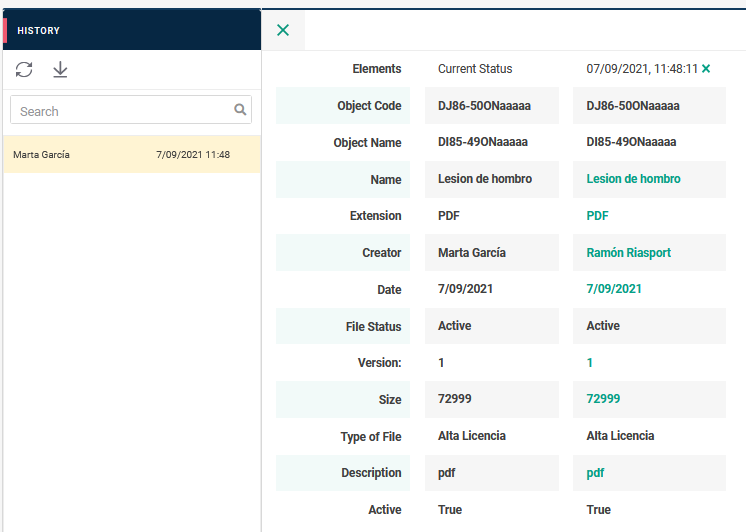 HISTORY
Search
Marta García 7/09/2021 11:48
Elements Current Status 07/09/2021, 11:48:11
Object Code DJ86-50ONaaaaa DJ86-50ONaaaaa
Object Name DI85-49ONaaaaa DI85-49ONaaaaa
Name Lesion de hombro Lesion de hombro
Extension PDF PDF
Creator Marta García Ramón Riasport
Date 7/09/2021 7/09/2021
File Status Active Active
Version: 1 1
Size 72999 72999
Type of File Alta Licencia Alta Licencia
Description pdf pdf
Active True True